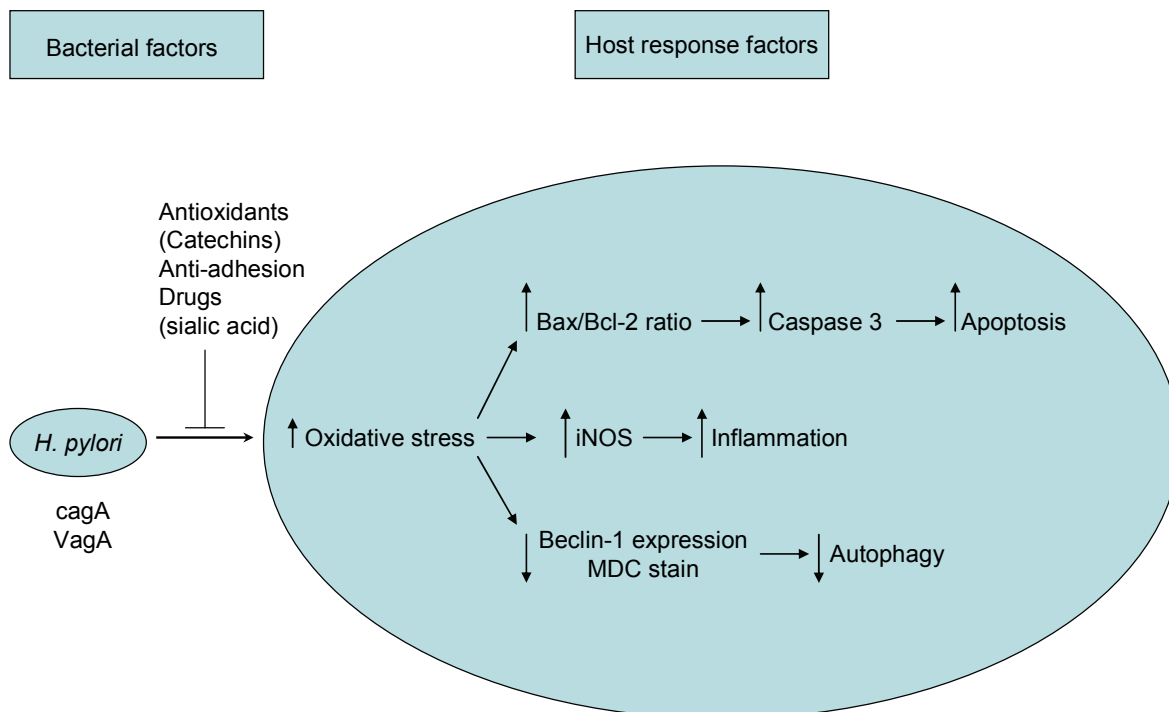 Bacterial factors
Host response factors
Antioxidants
(Catechins)
Anti-adhesion
Drugs
(sialic acid)
H. pylori
cagA
VagA
Oxidative stress
Bax/Bcl-2 ratio
Caspase 3
Apoptosis
iNOS
Inflammation
Beclin-1 expression
MDC stain
Autophagy